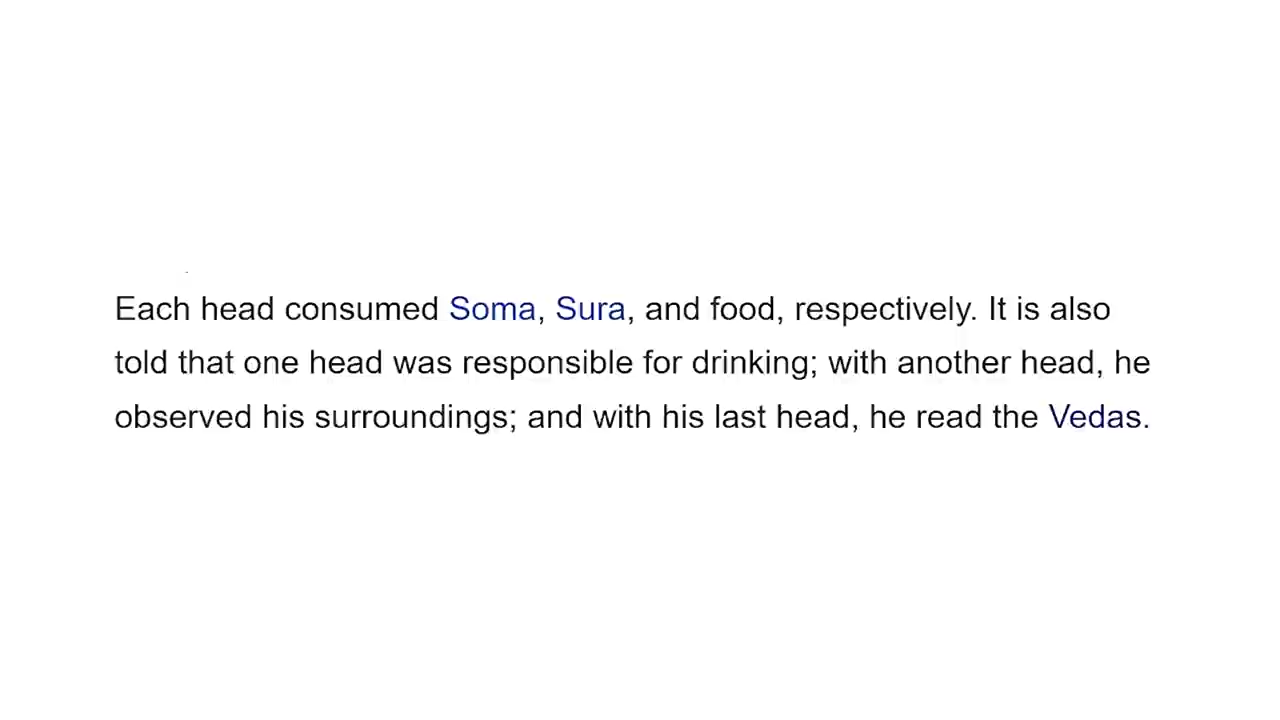 Each head consumed Soma, Sura, and food, respectively. It is also
told that one head was responsible for drinking; with another head, he
observed his surroundings; and with his last head, he read the Vedas.